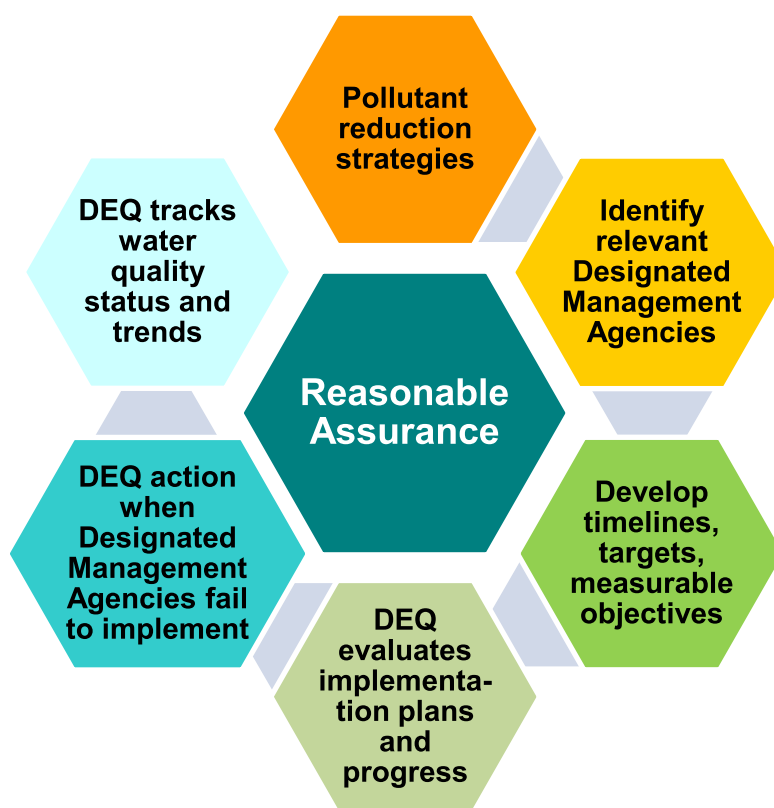 Pollutant
reduction
strategies
Identify
relevant
Designated
Management
Agencies
Develop
timelines,
targets,
measurable
objectives
DEQ
evaluates
implementa-
tion plans
and
progress
DEQ action
when
Designated
Management
Agencies fail
to implement
DEQ tracks
water
quality
status and
trends
Reasonable
Assurance